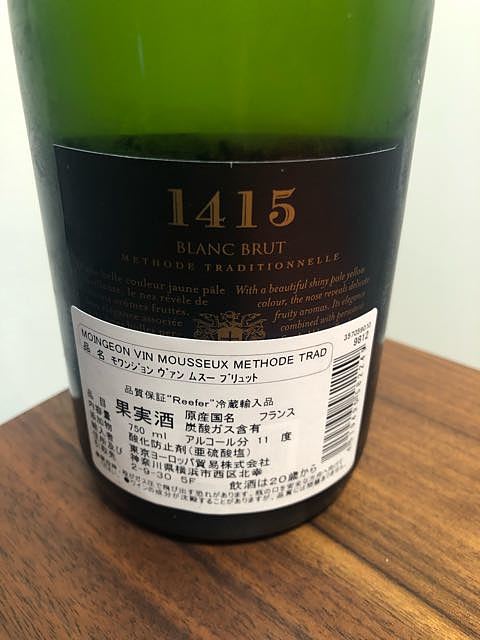 1415
BLANC BRUT
METHODE TRADITIONNELLE
belle couleur jaune pâle
le nez révèle de
arômes fruités.
associée
With a beautiful shiny pale yellow
colour, the nose reveals delicate
fruity aromas. Its elegance
combined with
MOINGEON VIN MOUSSEUX METHODE TRAD
品 名 モワンジョン ヴァン ムスー ブリュット
9812
品質保証"Reefer"冷蔵輸入品
果実酒 原産国名 フランス
炭酸ガス含有
750 ml アルコール分 11 度
酸化防止剤(亜硫酸塩)
東京ヨーロッパ貿易株式会社
神奈川県横浜市西区北幸
2-9-30 5F
飲酒は20歳から